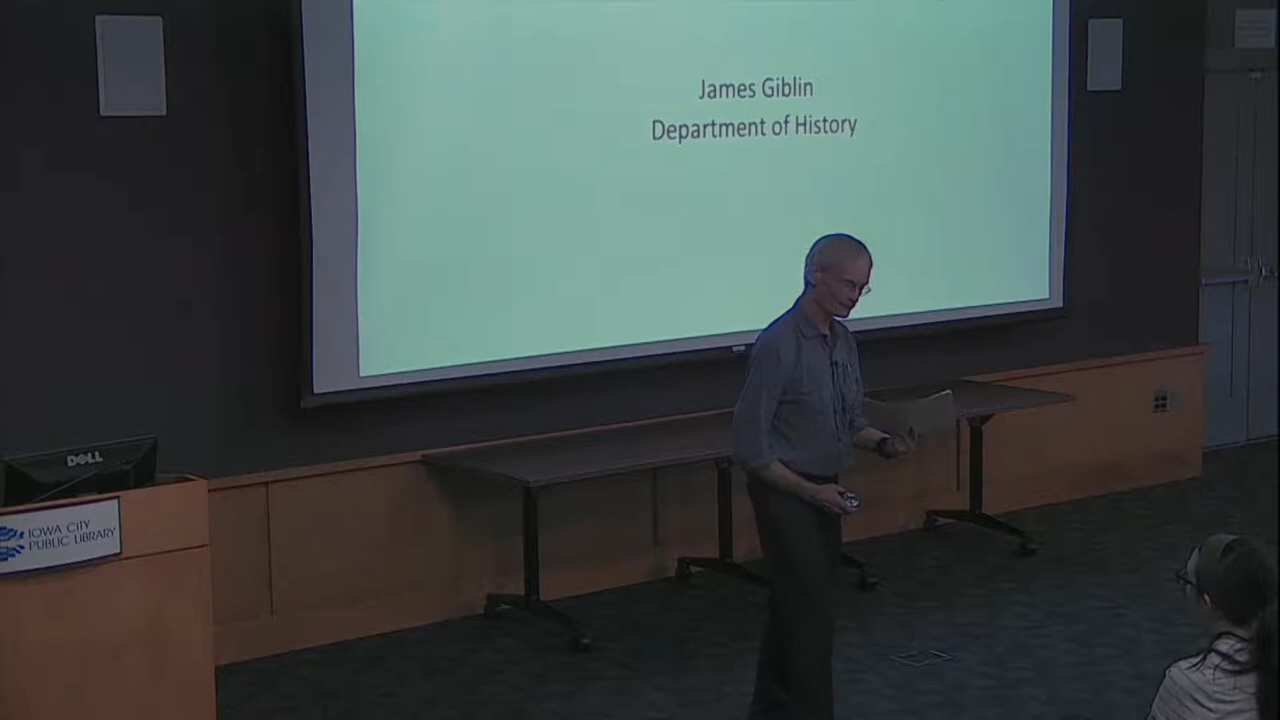 James Giblin
Department of History
DELL
IOWA CITY
PUBLIC LIBRARY